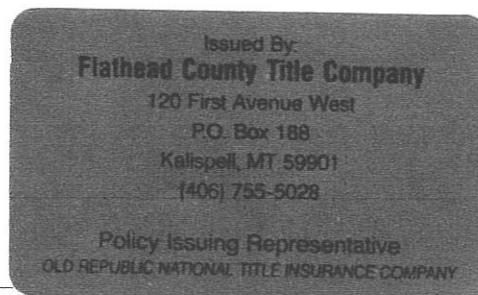 Issued By:
Flathead County Title Company
120 First Avenue West
P.O. Box 188
Kalispell, MT 59901
(406) 755-5028
Policy Issuing Representative
OLD REPUBLIC NATIONAL TITLE INSURANCE COMPANY